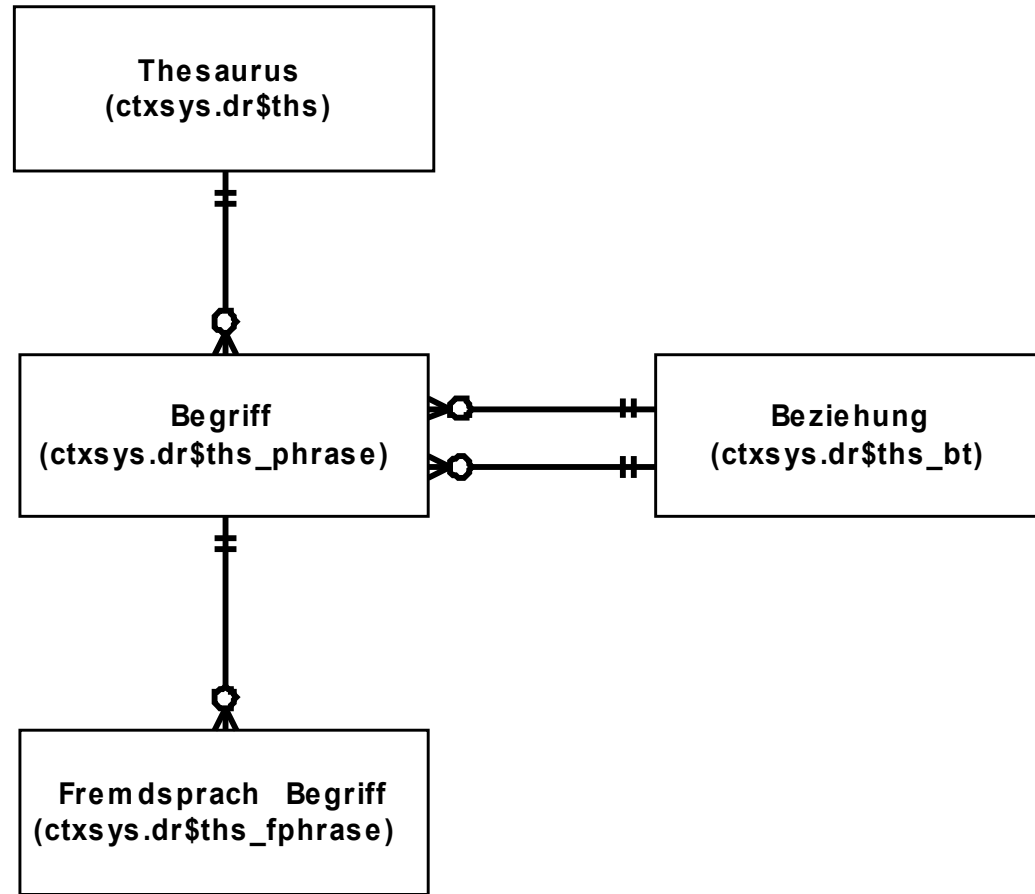 Thesaurus
(ctxsys.dr$ths)
Begriff
(ctxsys.dr$ths_phrase)
Beziehung
(ctxsys.dr$ths_bt)
Fremdsprach Begriff
(ctxsys.dr$ths_fphrase)